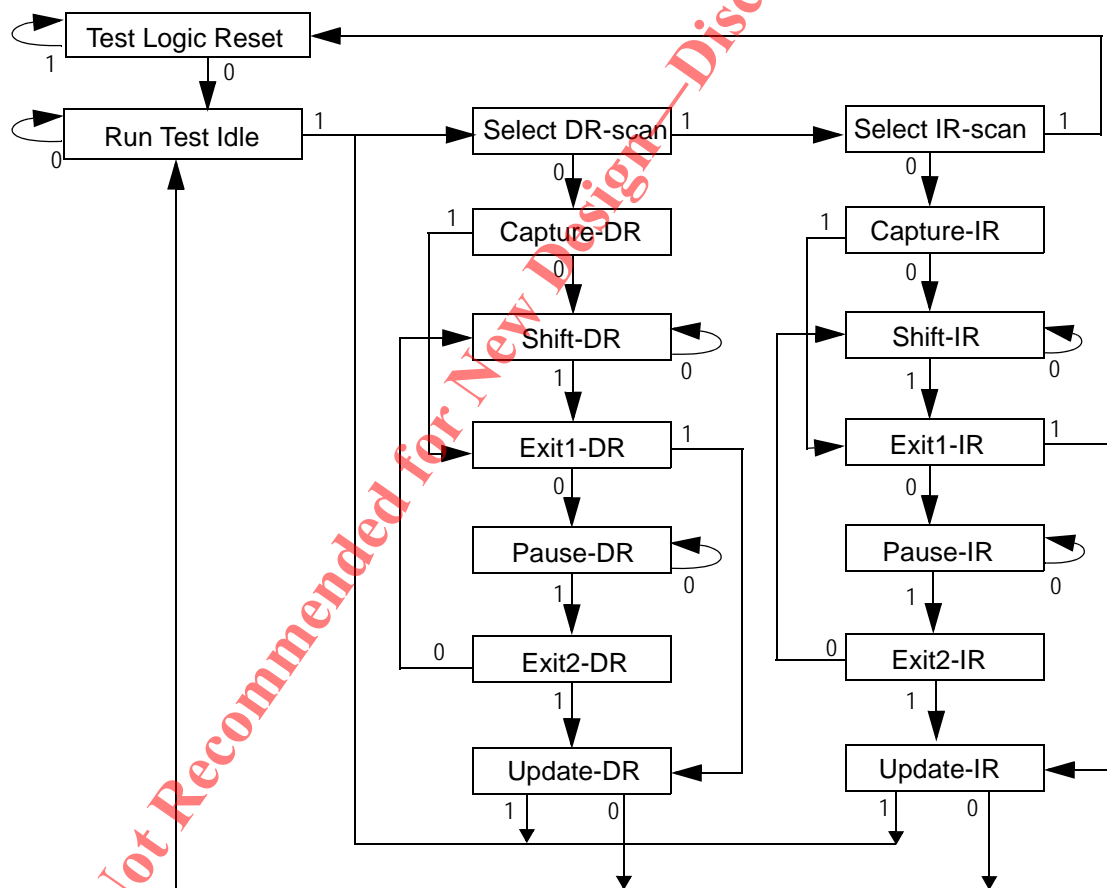 Test Logic Reset
1
0
Run Test Idle
0
1
Select DR-scan
1
0
Select IR-scan
1
0
Capture-DR
1
0
Capture-IR
1
0
Shift-DR
0
1
Shift-IR
0
1
Exit1-DR
1
0
Exit1-IR
1
0
Pause-DR
0
1
Pause-IR
0
1
Exit2-DR
0
1
Exit2-IR
0
1
Update-DR
1
0
Update-IR
1
0
Not Recommended for New Design—Disc